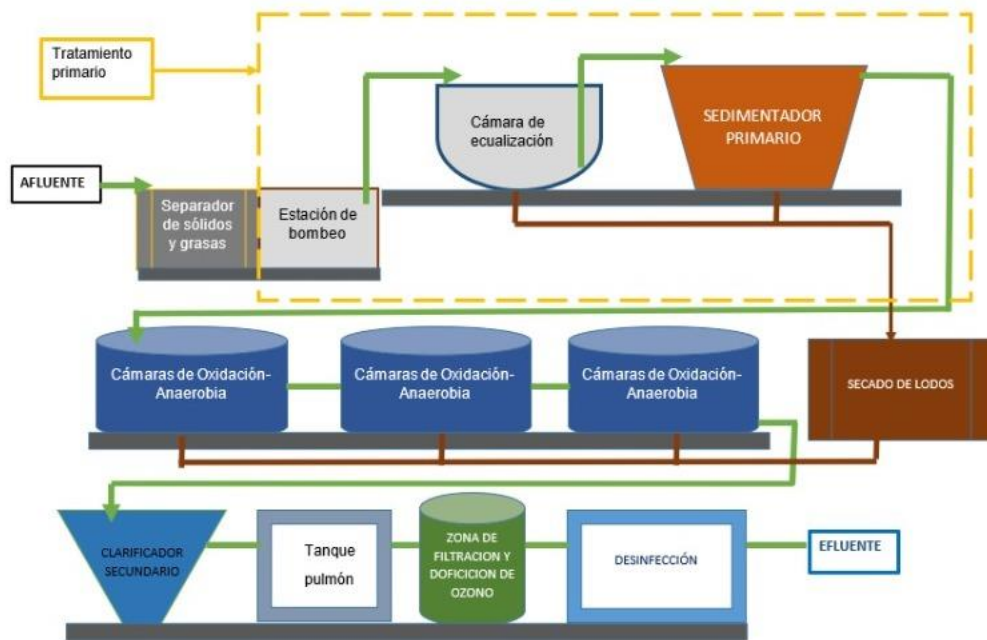 Tratamiento
primario
Cámara de
ecualización
SEDIMENTADOR
PRIMARIO
AFLUENTE
Separador
de sólidos
y grasas
Estación de
bombeo
Cámaras de Oxidación-
Anaerobia
Cámaras de Oxidación-
Anaerobia
Cámaras de Oxidación-
Anaerobia
SECADO DE LODOS
CLARIFICADOR
SECUNDARIO
Tanque
pulmón
ZONA DE
FILTRACION Y
DOFICICION DE
OZONO
DESINFECCIÓN
EFLUENTE